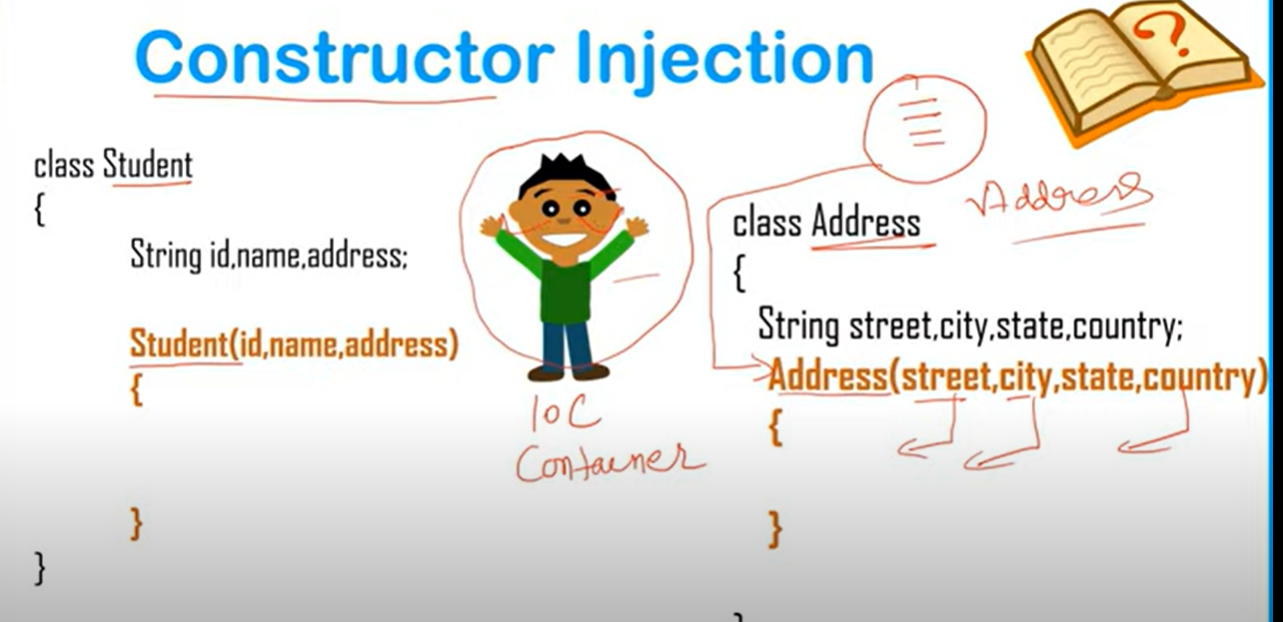 Constructor Injection
?
class Student
{
String id,name,address;
Student(id,name,address)
{
}
}
IoC
Container
Address
class Address
{
String street,city,state,country;
Address(street,city,state,country)
{
}
}